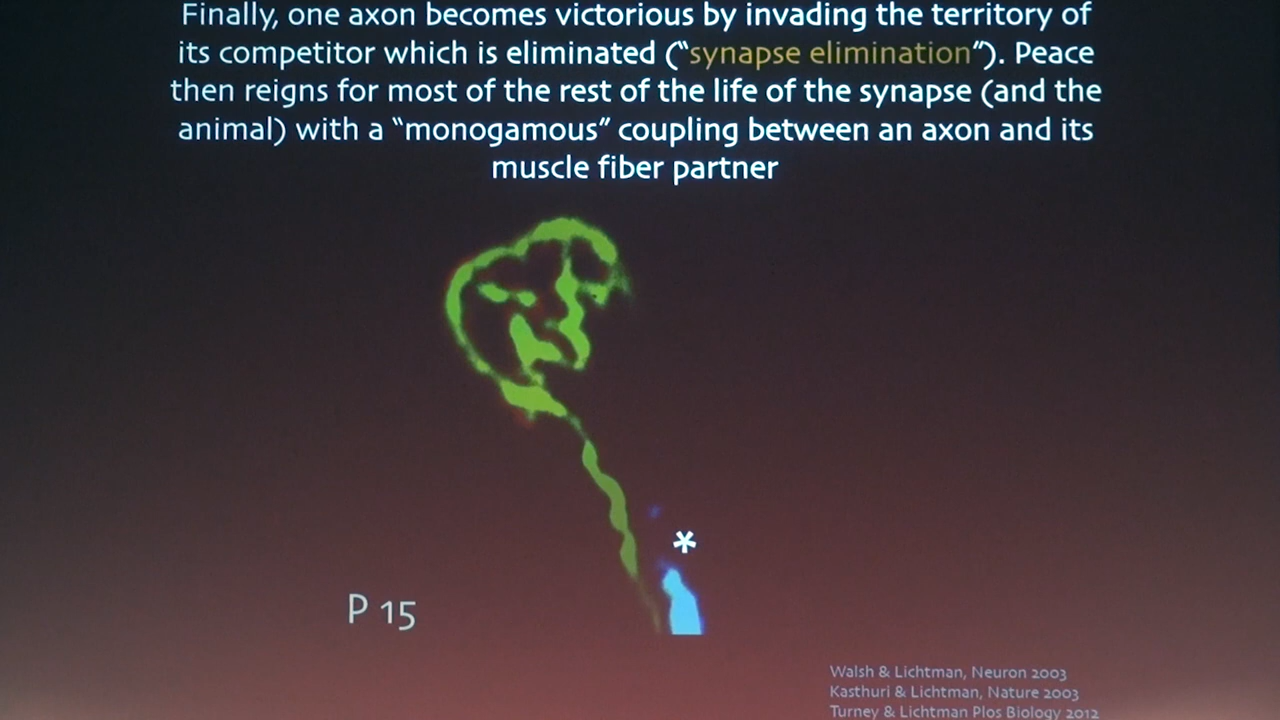 Finally, one axon becomes victorious by invading the territory of
its competitor which is eliminated (“synapse elimination”). Peace
then reigns for most of the rest of the life of the synapse (and the
animal) with a “monogamous” coupling between an axon and its
muscle fiber partner
*
P 15
Walsh & Lichtman, Neuron 2003
Kasthuri & Lichtman, Nature 2003
Turney & Lichtman Plos Biology 2012